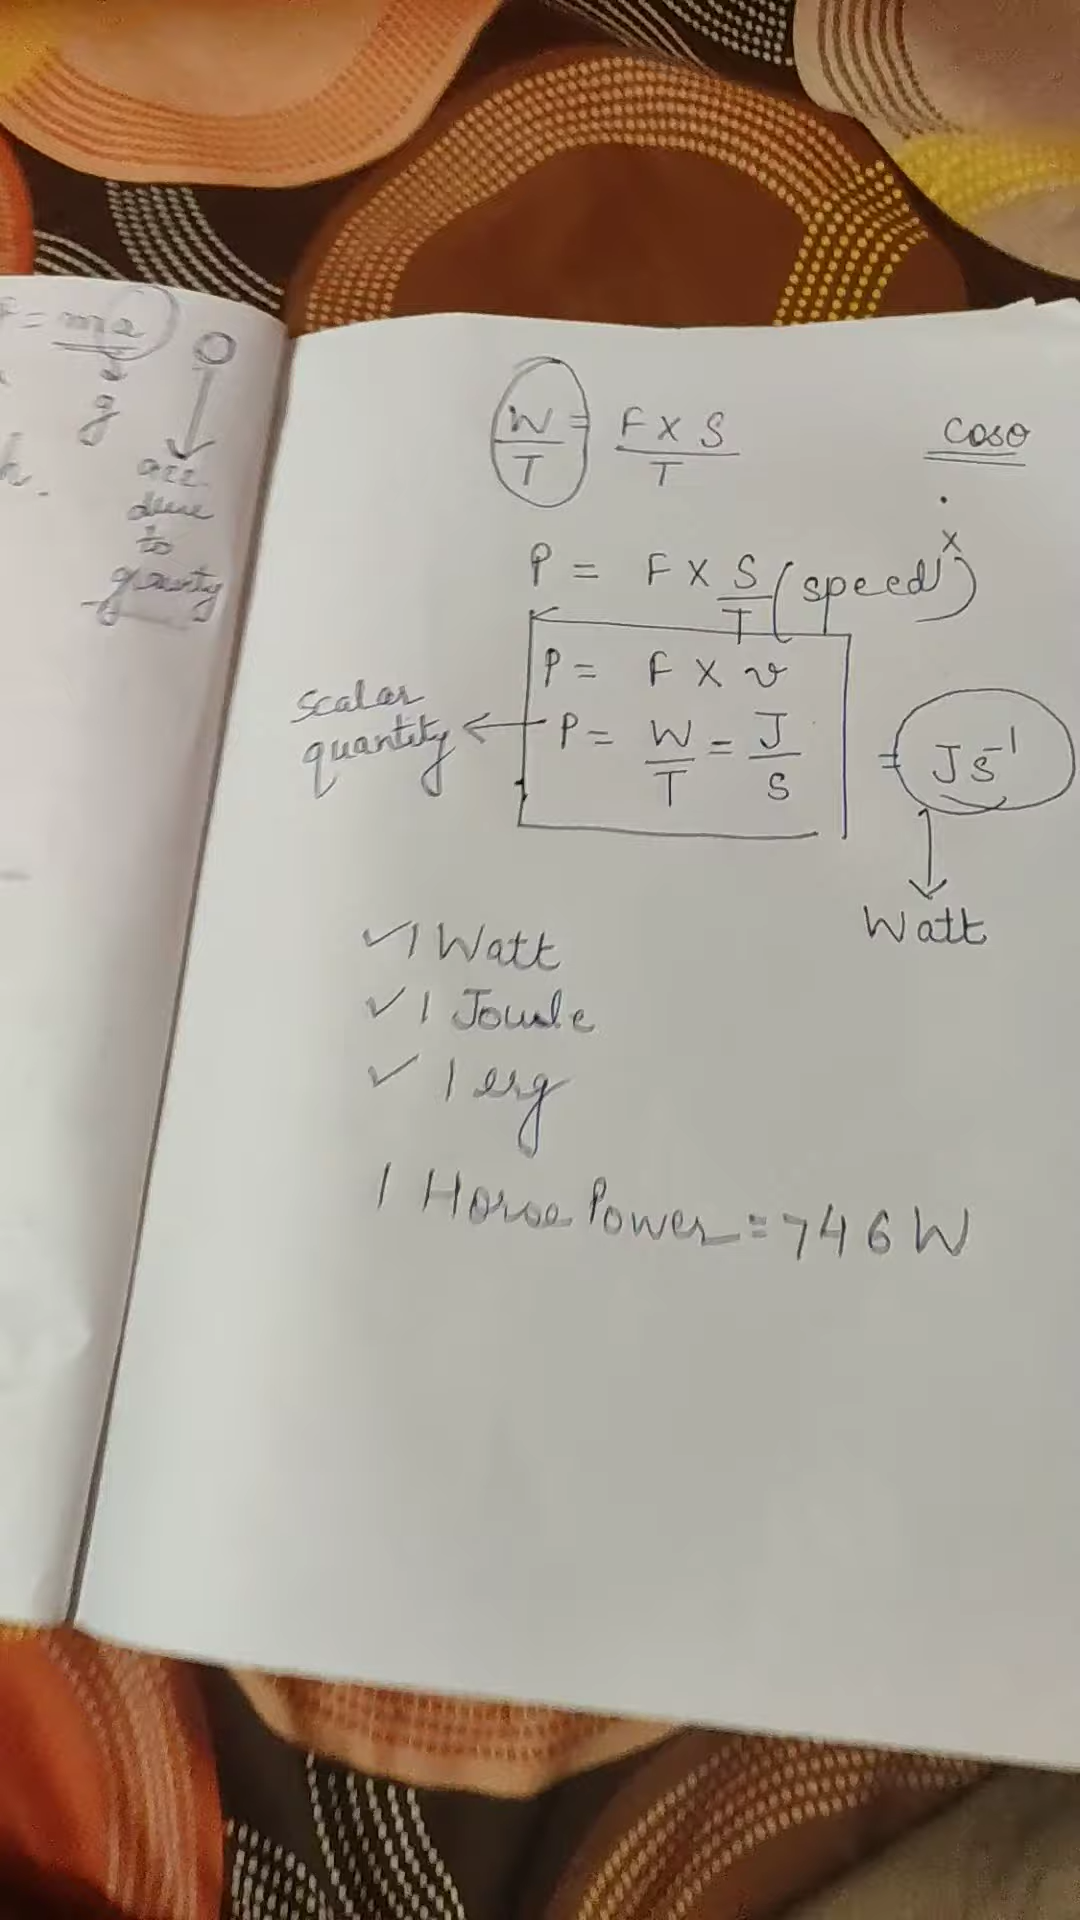 = ma
g
h.
acc.
due
to
gravity
W/T = F X S/T
cosθ
P = F X S/T (speed)
x
P = F X v
scalar
quantity
P = W/T = J/S
= JS⁻¹
Watt
✓1 Watt
✓1 Joule
✓1 erg
1 Horse Power = 746 W